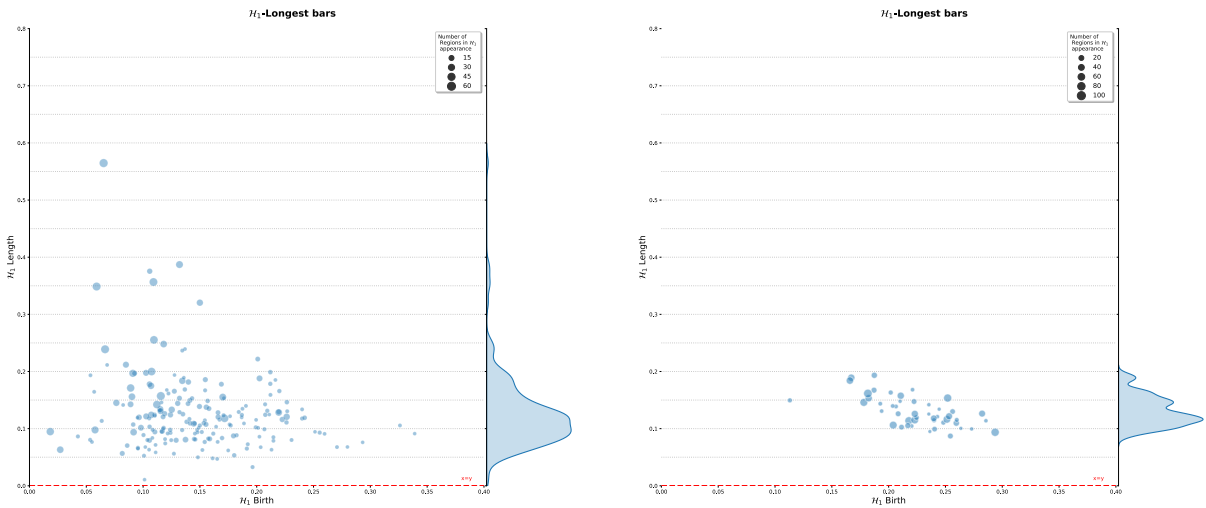 ℋ₁-Longest bars
0.8
0.7
0.6
0.5
0.4
0.3
0.2
0.1
0.0
ℋ₁ Length
Number of
Regions in ℋ₁
appearance
15
30
45
60
x=y
0.00 0.05 0.10 0.15 0.20 0.25 0.30 0.35 0.40
ℋ₁ Birth
ℋ₁-Longest bars
0.8
0.7
0.6
0.5
0.4
0.3
0.2
0.1
0.0
ℋ₁ Length
Number of
Regions in ℋ₁
appearance
20
40
60
80
100
x=y
0.00 0.05 0.10 0.15 0.20 0.25 0.30 0.35 0.40
ℋ₁ Birth